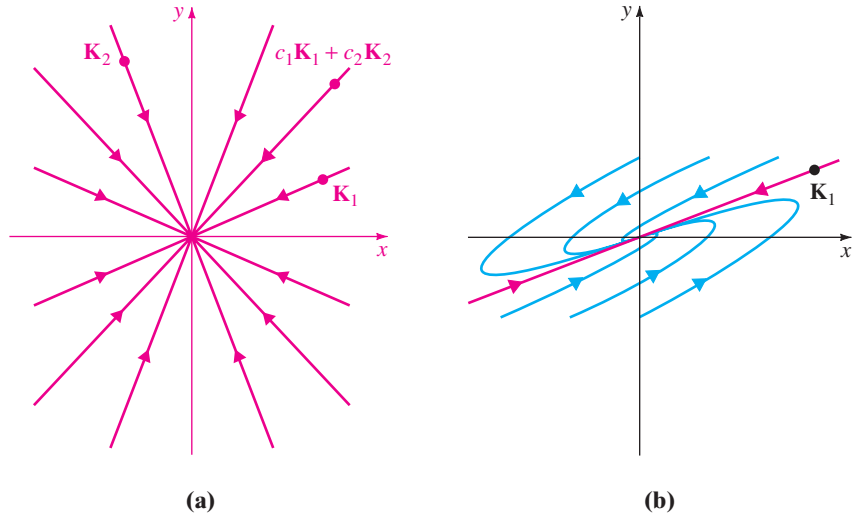 y
K₂
c₁K₁ + c₂K₂
K₁
x
(a)
y
K₁
x
(b)